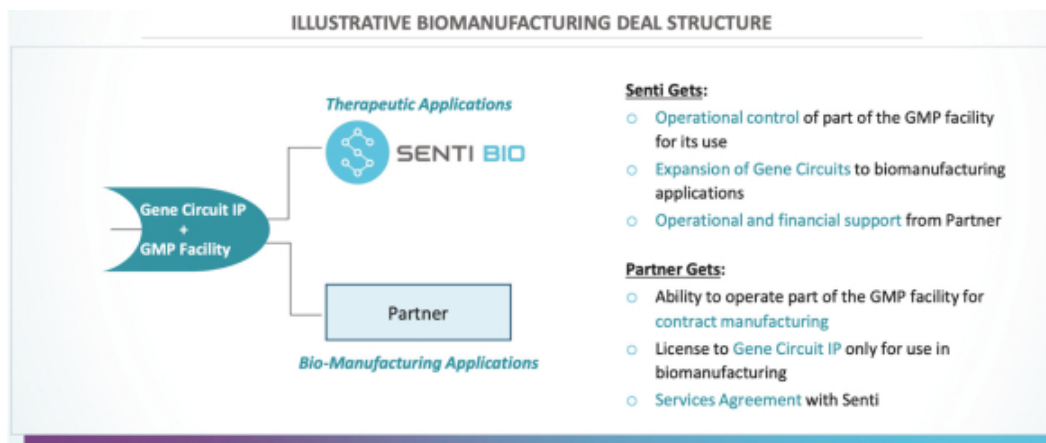 ILLUSTRATIVE BIOMANUFACTURING DEAL STRUCTURE
Therapeutic Applications
SENTI BIO
Gene Circuit IP
+
GMP Facility
Partner
Bio-Manufacturing Applications
Senti Gets:
○ Operational control of part of the GMP facility
for its use
○ Expansion of Gene Circuits to biomanufacturing
applications
○ Operational and financial support from Partner
Partner Gets:
○ Ability to operate part of the GMP facility for
contract manufacturing
○ License to Gene Circuit IP only for use in
biomanufacturing
○ Services Agreement with Senti